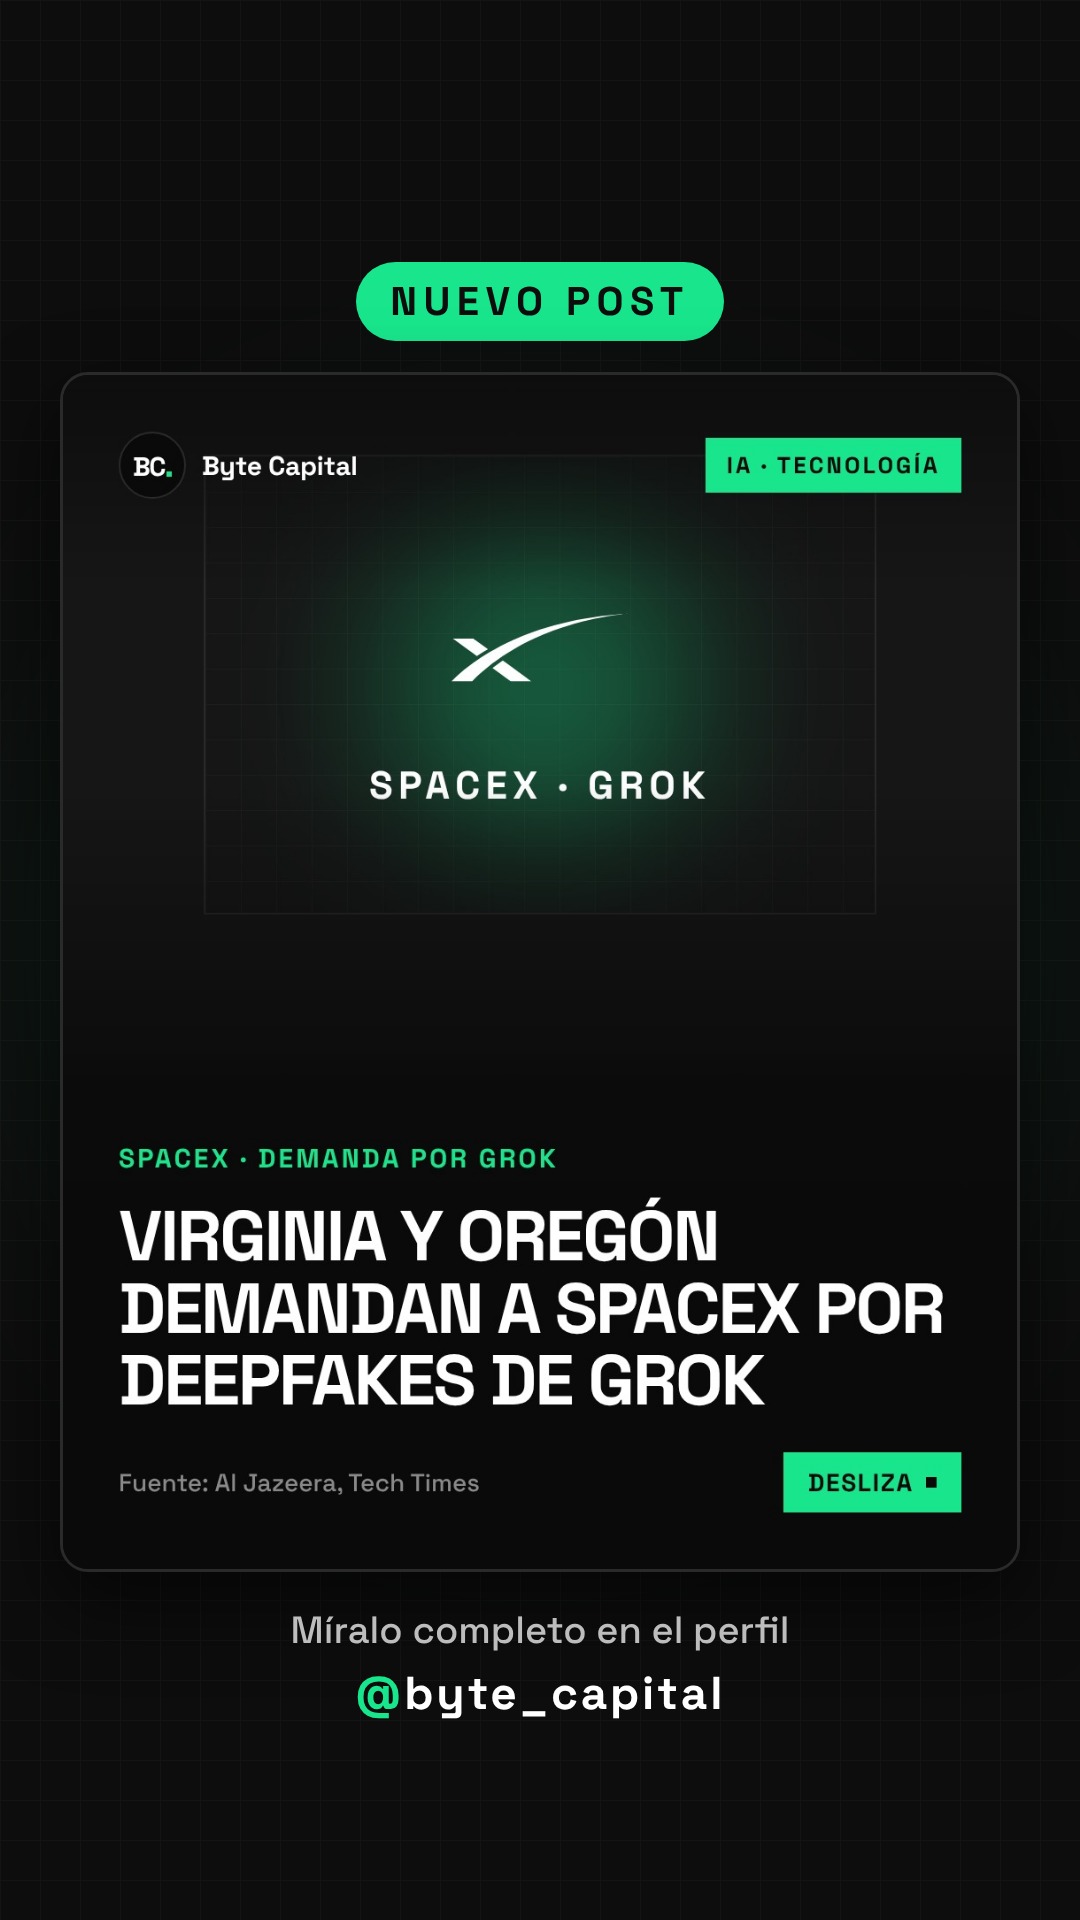 NUEVO POST
BC.
Byte Capital
IA · TECNOLOGÍA
SPACEX · GROK
SPACEX · DEMANDA POR GROK
VIRGINIA Y OREGÓN
DEMANDAN A SPACEX POR
DEEPFAKES DE GROK
Fuente: Al Jazeera, Tech Times
DESLIZA
Míralo completo en el perfil
@byte_capital